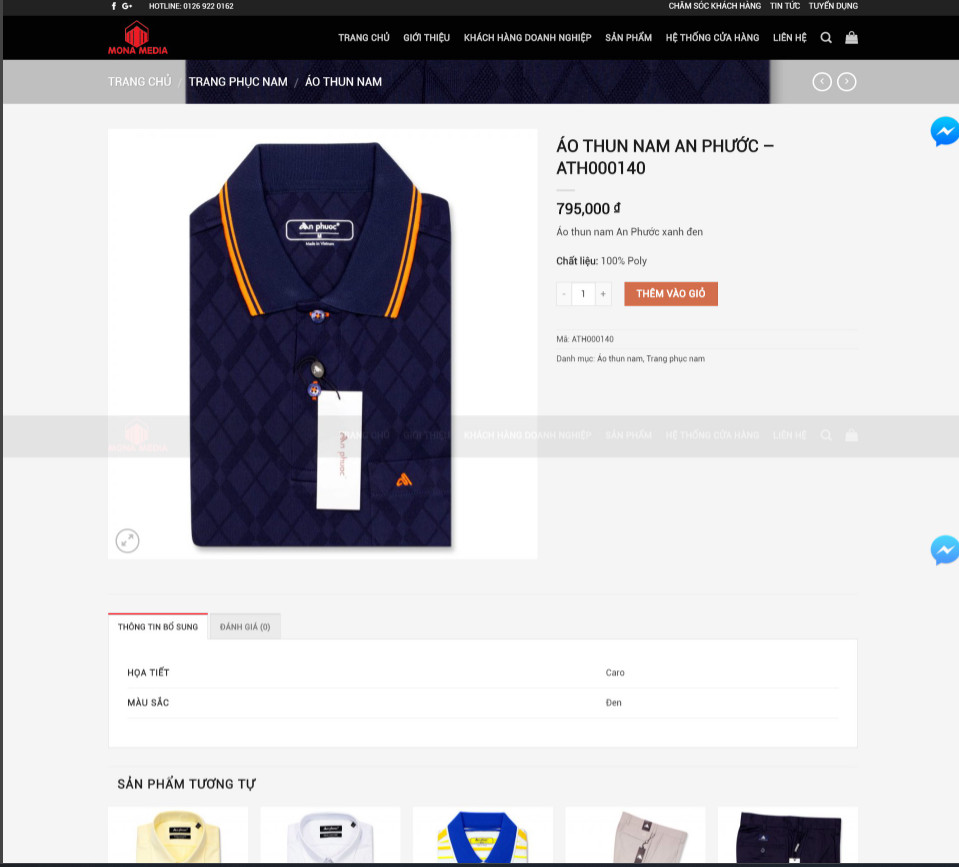 HOTLINE: 0126 922 0162
CHĂM SÓC KHÁCH HÀNG TIN TỨC TUYỂN DỤNG
MONA MEDIA
TRANG CHỦ GIỚI THIỆU KHÁCH HÀNG DOANH NGHIỆP SẢN PHẨM HỆ THỐNG CỬA HÀNG LIÊN HỆ
TRANG CHỦ / TRANG PHỤC NAM / ÁO THUN NAM
An phuoc
M
Made in Vietnam
An phuoc
ÁO THUN NAM AN PHƯỚC –
ATH000140
795,000 ₫
Áo thun nam An Phước xanh đen
Chất liệu: 100% Poly
- 1 +
THÊM VÀO GIỎ
Mã: ATH000140
Danh mục: Áo thun nam, Trang phục nam
MONA MEDIA
TRANG CHỦ GIỚI THIỆU KHÁCH HÀNG DOANH NGHIỆP SẢN PHẨM HỆ THỐNG CỬA HÀNG LIÊN HỆ
THÔNG TIN BỔ SUNG
ĐÁNH GIÁ (0)
HỌA TIẾT Caro
MÀU SẮC Đen
SẢN PHẨM TƯƠNG TỰ